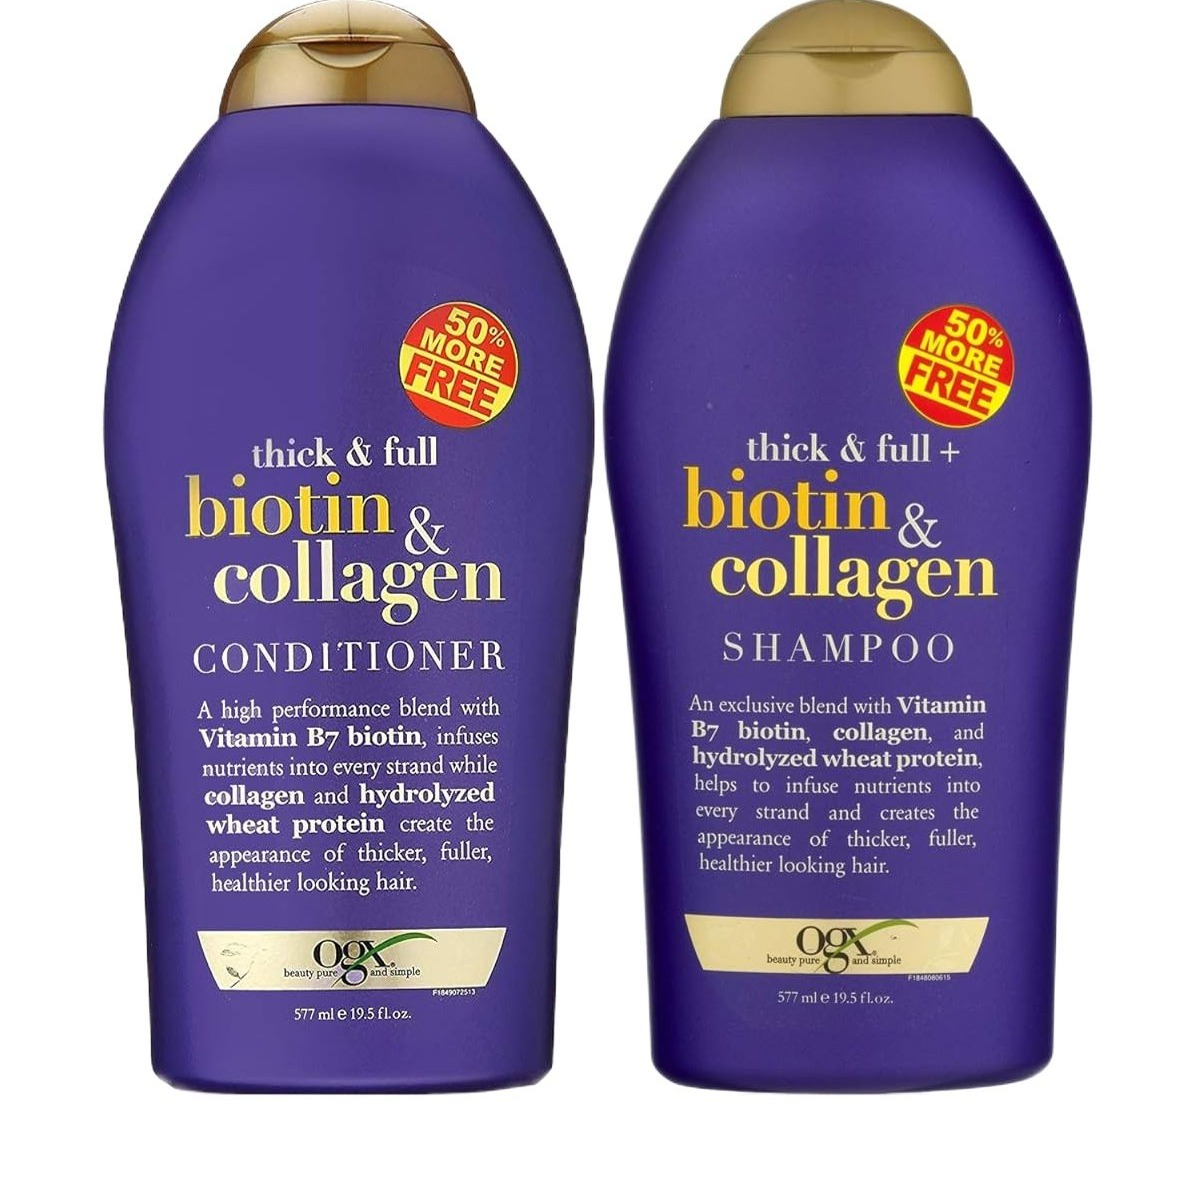 50%
MORE
FREE
thick & full
biotin
&
collagen
CONDITIONER
A high performance blend with
Vitamin B7 biotin, infuses
nutrients into every strand while
collagen and hydrolyzed
wheat protein create the
appearance of thicker, fuller,
healthier looking hair.
ogx®
beauty pure and simple
F1849072513
577 ml e 19.5 fl.oz.
50%
MORE
FREE
thick & full +
biotin
&
collagen
SHAMPOO
An exclusive blend with Vitamin
B7 biotin, collagen, and
hydrolyzed wheat protein,
helps to infuse nutrients into
every strand and creates the
appearance of thicker, fuller,
healthier looking hair.
ogx®
beauty pure and simple
F1848080615
577 ml e 19.5 fl.oz.